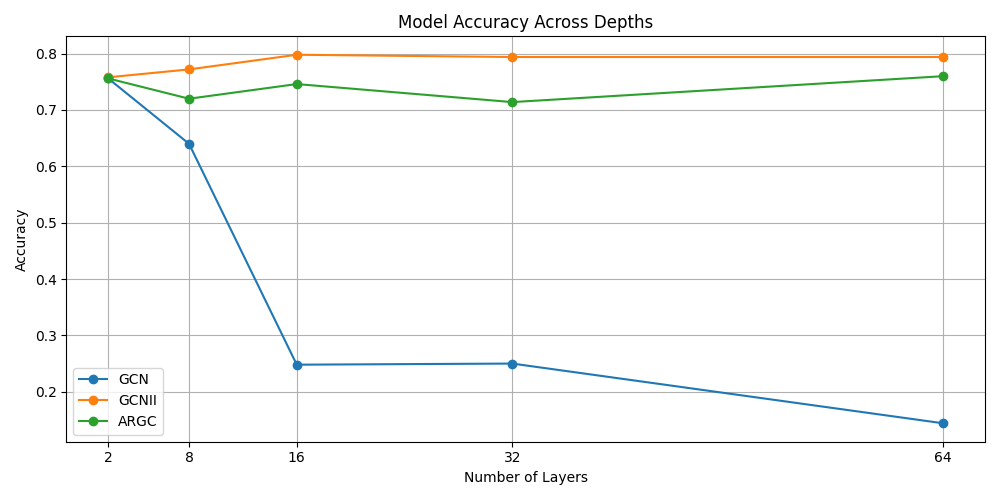 Model Accuracy Across Depths
Accuracy
0.8
0.7
0.6
0.5
0.4
0.3
0.2
GCN
GCNII
ARGC
2 8 16 32 64
Number of Layers